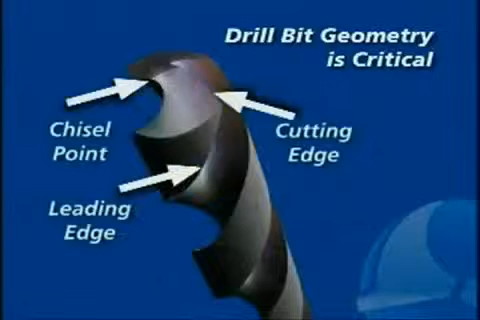 Drill Bit Geometry
is Critical
Chisel
Point
Cutting
Edge
Leading
Edge